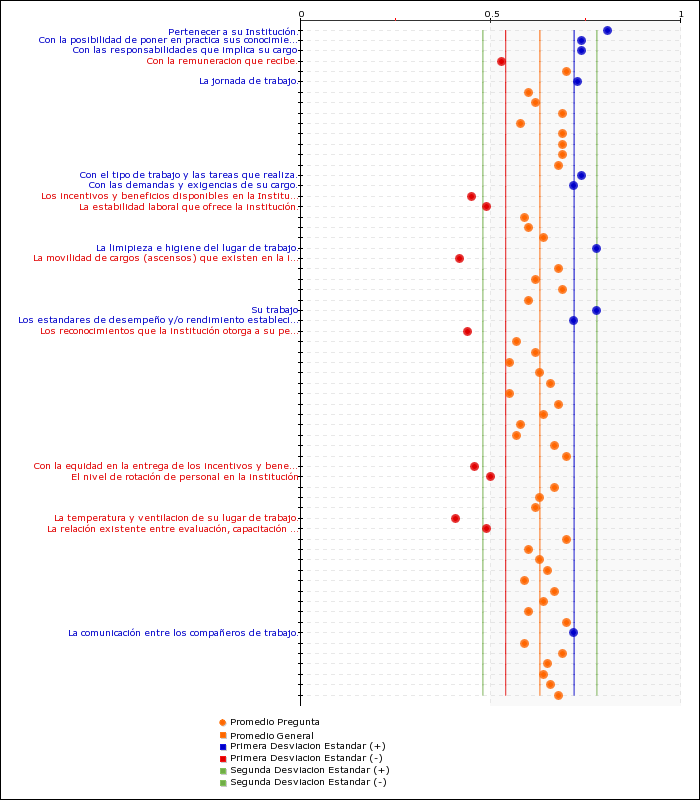 0 0.5 1
Pertenecer a su Institución.
Con la posibilidad de poner en practica sus conocimie...
Con las responsabilidades que implica su cargo
Con la remuneracion que recibe.
La jornada de trabajo.
Con el tipo de trabajo y las tareas que realiza.
Con las demandas y exigencias de su cargo.
Los incentivos y beneficios disponibles en la Institu...
La estabilidad laboral que ofrece la institución.
La limipieza e higiene del lugar de trabajo.
La movilidad de cargos (ascensos) que existen en la i...
Su trabajo
Los estandares de desempeño y/o rendimiento estableci...
Los reconocimientos que la institución otorga a su pe...
Con la equidad en la entrega de los incentivos y bene...
El nivel de rotación de personal en la institución
La temperatura y ventilacion de su lugar de trabajo.
La relación existente entre evaluación, capacitación ...
La comunicación entre los compañeros de trabajo.
Promedio Pregunta
Promedio General
Primera Desviacion Estandar (+)
Primera Desviacion Estandar (-)
Segunda Desviacion Estandar (+)
Segunda Desviacion Estandar (-)